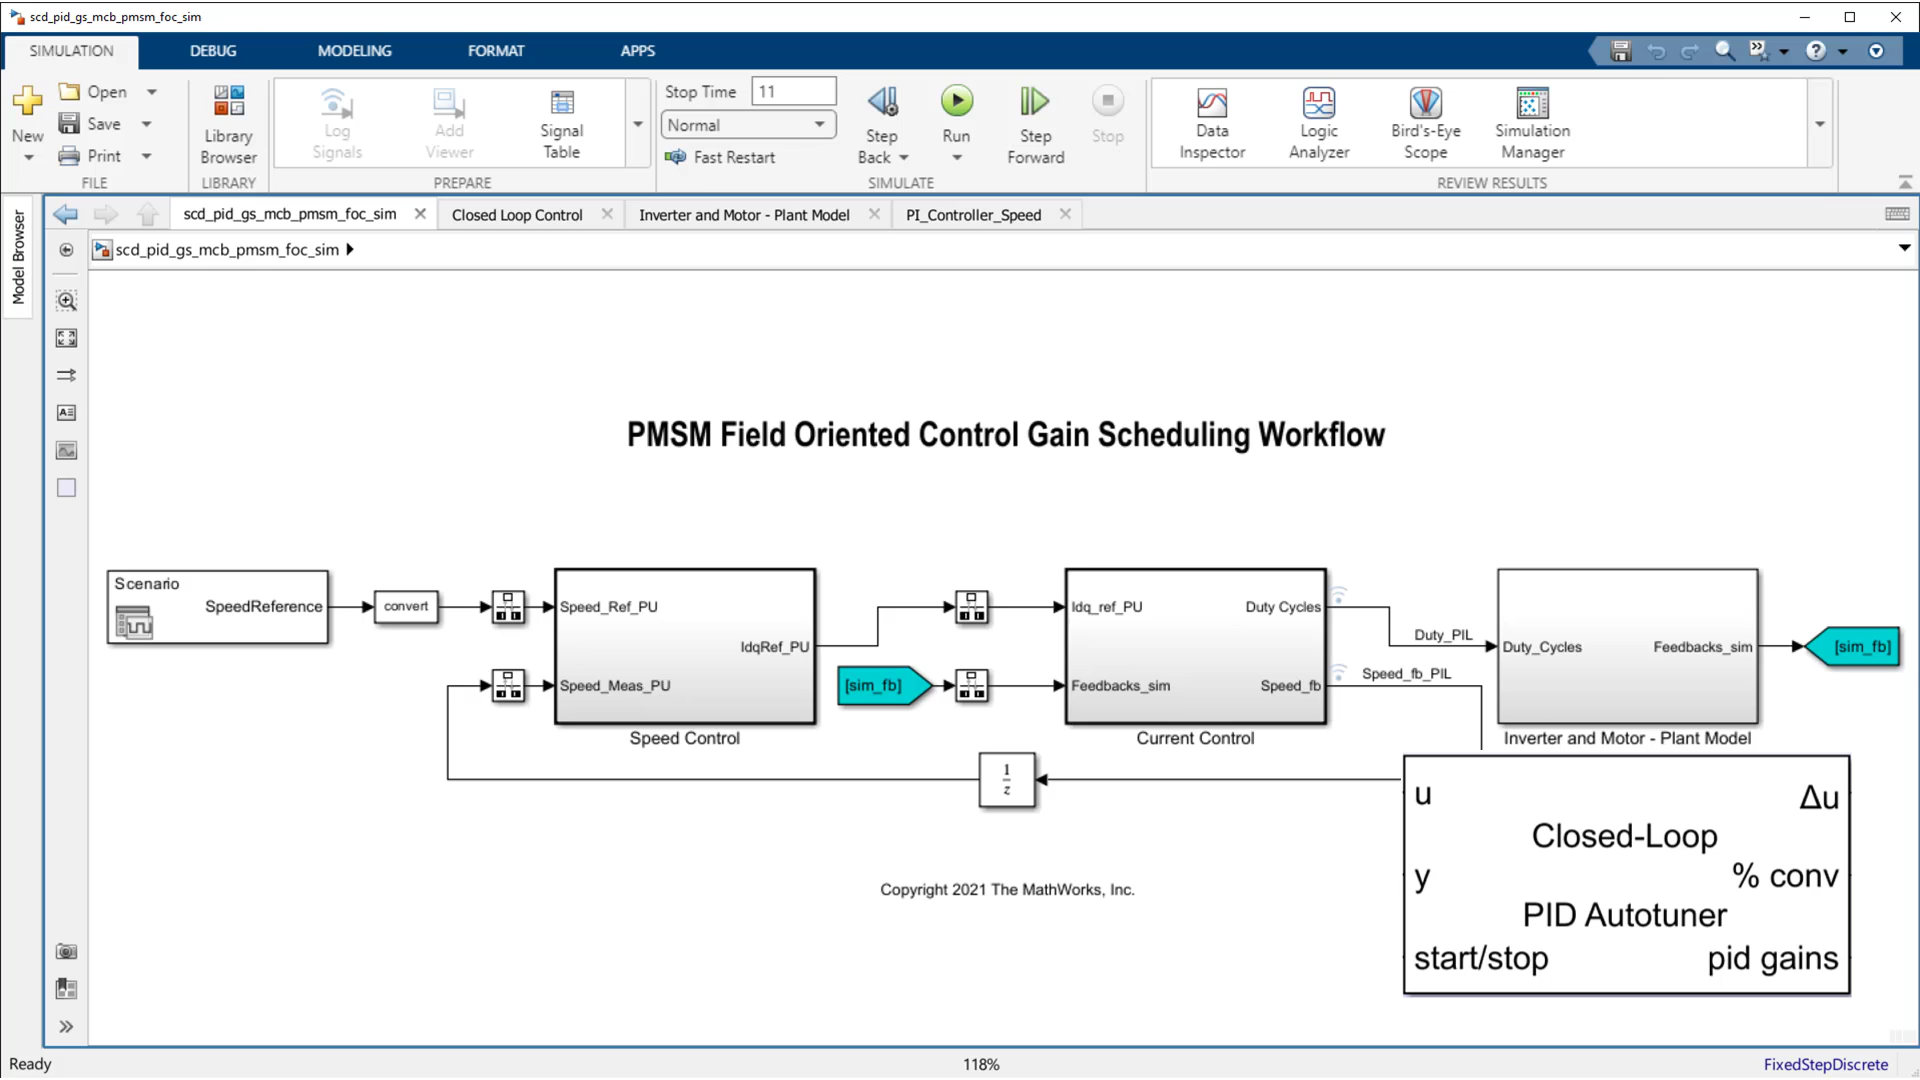 scd_pid_gs_mcb_pmsm_foc_sim
SIMULATION DEBUG MODELING FORMAT APPS
New
Open
Save
Print
FILE
Library Browser
LIBRARY
Log Signals
Add Viewer
Signal Table
PREPARE
Stop Time 11
Normal
Fast Restart
Step Back
Run
Step Forward
Stop
SIMULATE
Data Inspector
Logic Analyzer
Bird's-Eye Scope
Simulation Manager
REVIEW RESULTS
Model Browser
scd_pid_gs_mcb_pmsm_foc_sim Closed Loop Control Inverter and Motor - Plant Model PI_Controller_Speed
scd_pid_gs_mcb_pmsm_foc_sim
PMSM Field Oriented Control Gain Scheduling Workflow
Scenario
SpeedReference
convert
Speed_Ref_PU
IdqRef_PU
Speed_Meas_PU
Speed Control
[sim_fb]
Idq_ref_PU
Duty Cycles
Feedbacks_sim
Speed_fb
Current Control
Duty_PIL
Speed_fb_PIL
Duty_Cycles
Feedbacks_sim
Inverter and Motor - Plant Model
[sim_fb]
1
z
u Δu
Closed-Loop
y % conv
PID Autotuner
start/stop pid gains
Copyright 2021 The MathWorks, Inc.
Ready 118% FixedStepDiscrete